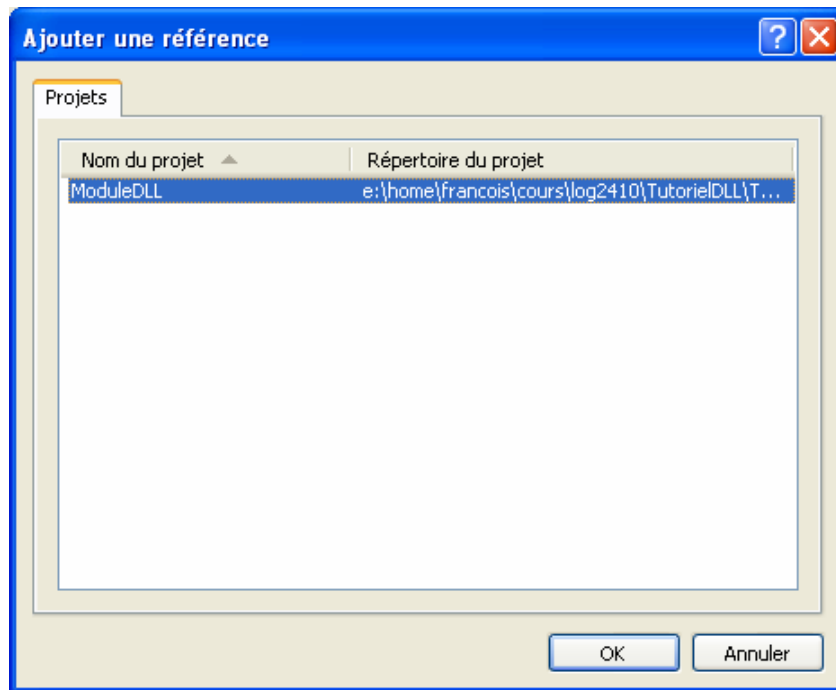 Ajouter une référence
Projets
Nom du projet Répertoire du projet
ModuleDLL e:\home\francois\cours\log2410\TutorielDLL\T...
OK Annuler